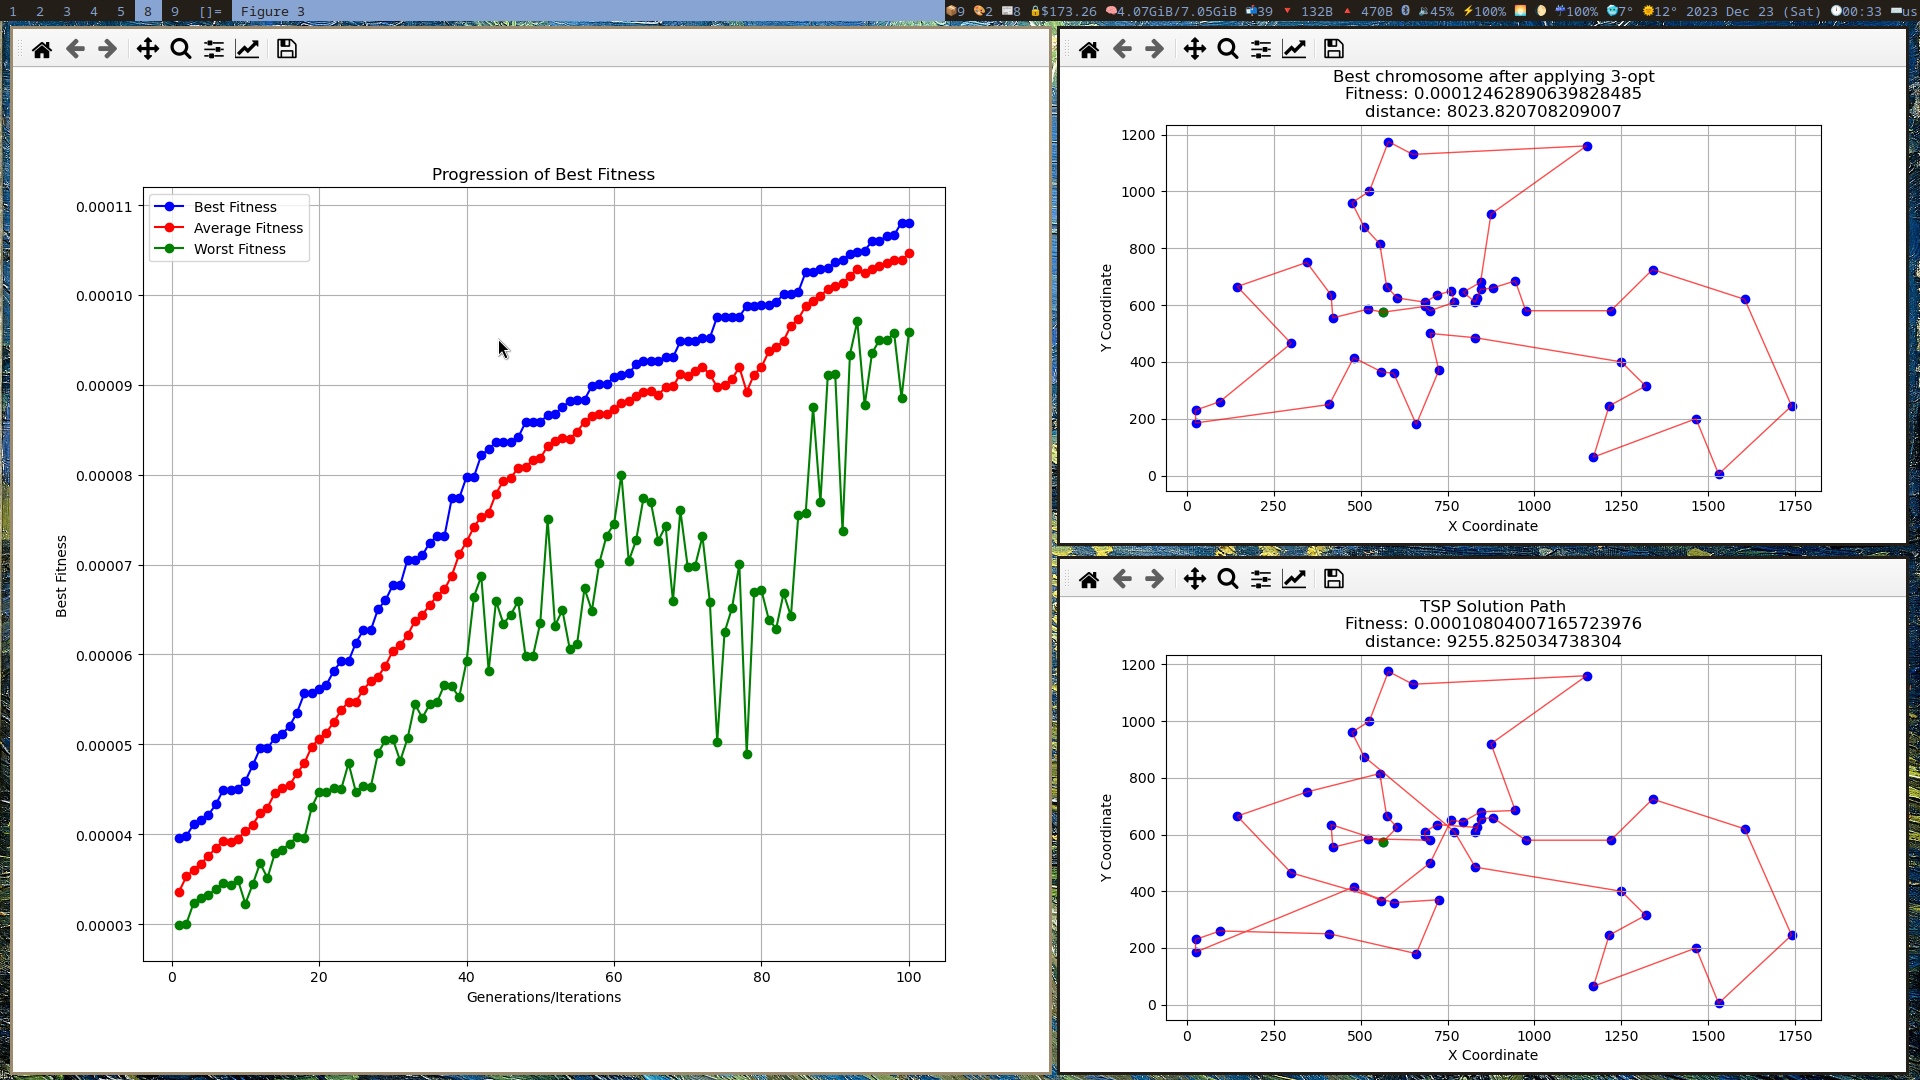 1 2 3 4 5 8 9 []= Figure 3
9 2 8 $173.26 4.07GiB/7.05GiB 39 132B 470B 45% 100% 100% 7° 12° 2023 Dec 23 (Sat) 00:33 us
Progression of Best Fitness
Best Fitness
Average Fitness
Worst Fitness
0.00011
0.00010
0.00009
0.00008
0.00007
0.00006
0.00005
0.00004
0.00003
Best Fitness
0 20 40 60 80 100
Generations/Iterations
Best chromosome after applying 3-opt
Fitness: 0.00012462890639828485
distance: 8023.820708209007
1200
1000
800
600
400
200
0
Y Coordinate
0 250 500 750 1000 1250 1500 1750
X Coordinate
TSP Solution Path
Fitness: 0.00010804007165723976
distance: 9255.825034738304
1200
1000
800
600
400
200
0
Y Coordinate
0 250 500 750 1000 1250 1500 1750
X Coordinate